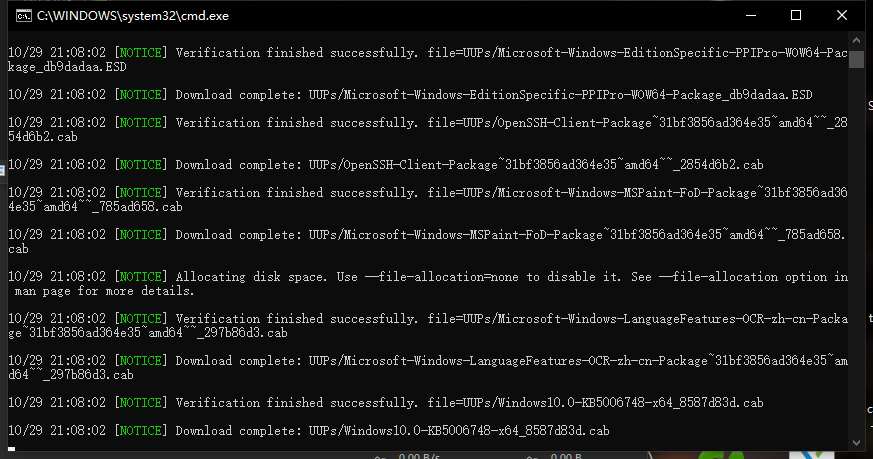 C:\WINDOWS\system32\cmd.exe
10/29 21:08:02 [NOTICE] Verification finished successfully. file=UUPs/Microsoft-Windows-EditionSpecific-PPIPro-WOW64-Pac
kage_db9dadaa.ESD
10/29 21:08:02 [NOTICE] Download complete: UUPs/Microsoft-Windows-EditionSpecific-PPIPro-WOW64-Package_db9dadaa.ESD
10/29 21:08:02 [NOTICE] Verification finished successfully. file=UUPs/OpenSSH-Client-Package~31bf3856ad364e35~amd64~~_28
54d6b2.cab
10/29 21:08:02 [NOTICE] Download complete: UUPs/OpenSSH-Client-Package~31bf3856ad364e35~amd64~~_2854d6b2.cab
10/29 21:08:02 [NOTICE] Verification finished successfully. file=UUPs/Microsoft-Windows-MSPaint-FoD-Package~31bf3856ad36
4e35~amd64~~_785ad658.cab
10/29 21:08:02 [NOTICE] Download complete: UUPs/Microsoft-Windows-MSPaint-FoD-Package~31bf3856ad364e35~amd64~~_785ad658.
cab
10/29 21:08:02 [NOTICE] Allocating disk space. Use --file-allocation=none to disable it. See --file-allocation option in
man page for more details.
10/29 21:08:02 [NOTICE] Verification finished successfully. file=UUPs/Microsoft-Windows-LanguageFeatures-OCR-zh-cn-Packa
ge~31bf3856ad364e35~amd64~~_297b86d3.cab
10/29 21:08:02 [NOTICE] Download complete: UUPs/Microsoft-Windows-LanguageFeatures-OCR-zh-cn-Package~31bf3856ad364e35~am
d64~~_297b86d3.cab
10/29 21:08:02 [NOTICE] Verification finished successfully. file=UUPs/Windows10.0-KB5006748-x64_8587d83d.cab
10/29 21:08:02 [NOTICE] Download complete: UUPs/Windows10.0-KB5006748-x64_8587d83d.cab